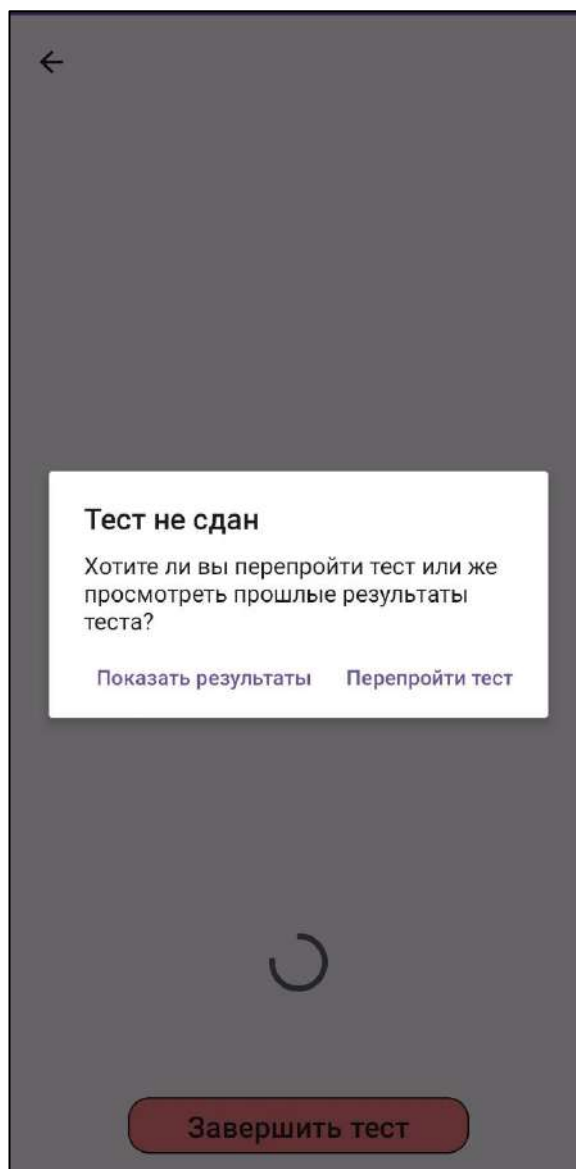 Тест не сдан
Хотите ли вы перепройти тест или же
просмотреть прошлые результаты
теста?
Показать результаты Перепройти тест
Завершить тест